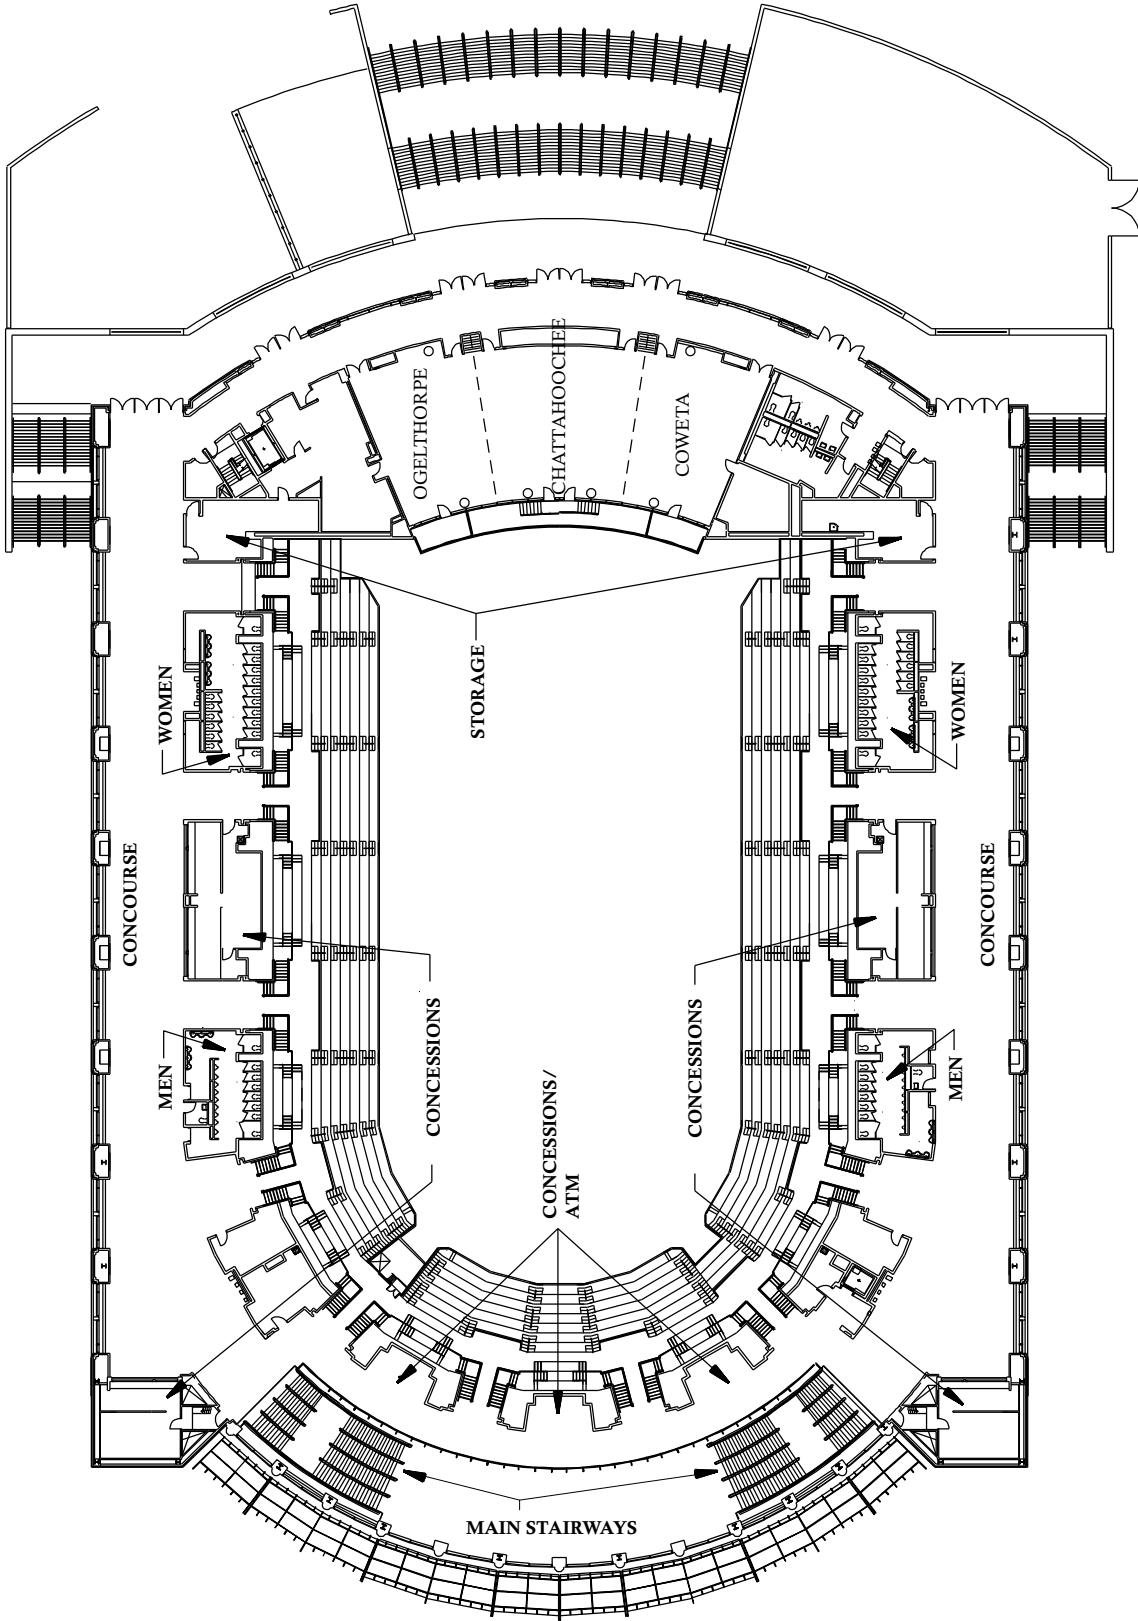 OGELTHORPE
CHATTAHOOCHEE
COWETA
STORAGE
WOMEN
WOMEN
CONCOURSE
CONCOURSE
CONCESSIONS
CONCESSIONS
MEN
MEN
CONCESSIONS/
ATM
MAIN STAIRWAYS